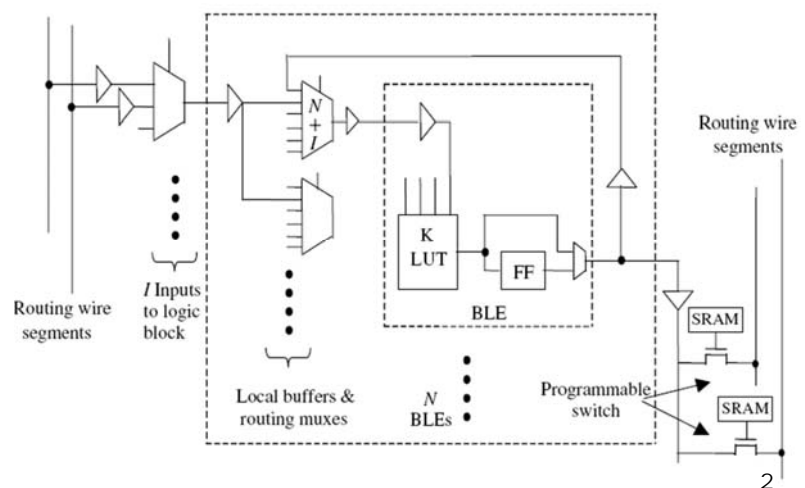 N
+
I
Routing wire
segments
K
LUT
FF
BLE
I Inputs
to logic
block
Routing wire
segments
SRAM
Local buffers &
routing muxes
N
BLEs
Programmable
switch
SRAM
2